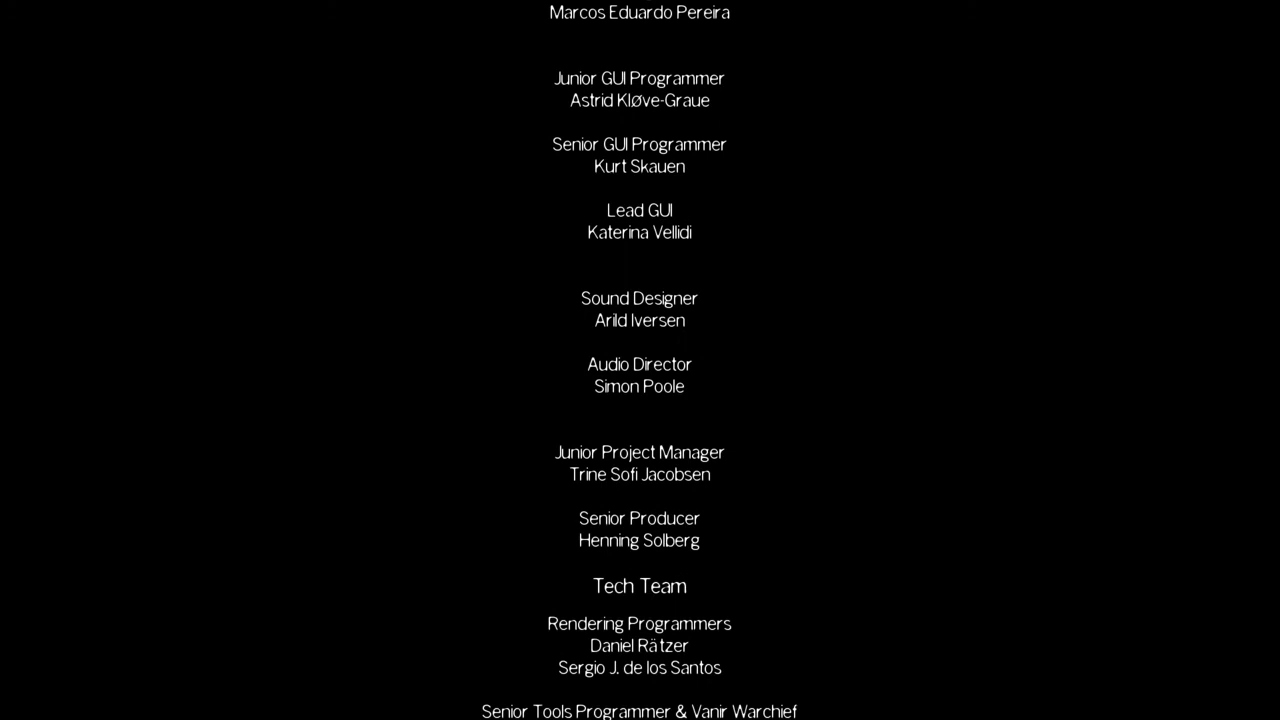 Marcos Eduardo Pereira
Junior GUI Programmer
Astrid Kløve-Graue
Senior GUI Programmer
Kurt Skauen
Lead GUI
Katerina Vellidi
Sound Designer
Arild Iversen
Audio Director
Simon Poole
Junior Project Manager
Trine Sofi Jacobsen
Senior Producer
Henning Solberg
Tech Team
Rendering Programmers
Daniel Rätzer
Sergio J. de los Santos
Senior Tools Programmer & Vanir Warchief